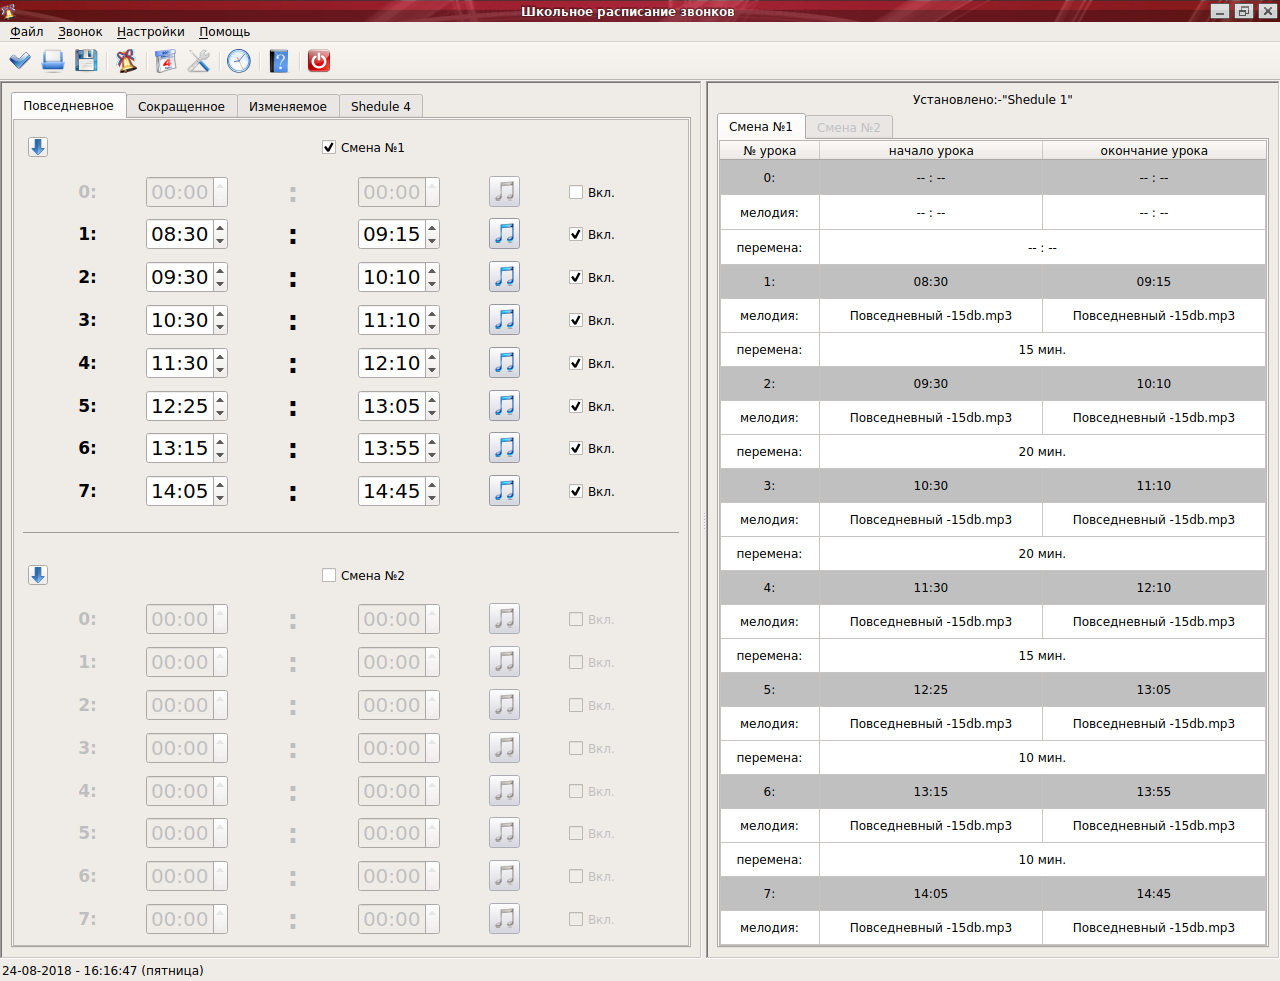 Школьное расписание звонков
Файл Звонок Настройки Помощь
Повседневное Сокращенное Изменяемое Shedule 4
Смена №1
0: 00:00 : 00:00 Вкл.
1: 08:30 : 09:15 Вкл.
2: 09:30 : 10:10 Вкл.
3: 10:30 : 11:10 Вкл.
4: 11:30 : 12:10 Вкл.
5: 12:25 : 13:05 Вкл.
6: 13:15 : 13:55 Вкл.
7: 14:05 : 14:45 Вкл.
Смена №2
0: 00:00 : 00:00 Вкл.
1: 00:00 : 00:00 Вкл.
2: 00:00 : 00:00 Вкл.
3: 00:00 : 00:00 Вкл.
4: 00:00 : 00:00 Вкл.
5: 00:00 : 00:00 Вкл.
6: 00:00 : 00:00 Вкл.
7: 00:00 : 00:00 Вкл.
Установлено:-"Shedule 1"
Смена №1 Смена №2
№ урока начало урока окончание урока
0: -- : -- -- : --
мелодия: -- : -- -- : --
перемена: -- : --
1: 08:30 09:15
мелодия: Повседневный -15db.mp3 Повседневный -15db.mp3
перемена: 15 мин.
2: 09:30 10:10
мелодия: Повседневный -15db.mp3 Повседневный -15db.mp3
перемена: 20 мин.
3: 10:30 11:10
мелодия: Повседневный -15db.mp3 Повседневный -15db.mp3
перемена: 20 мин.
4: 11:30 12:10
мелодия: Повседневный -15db.mp3 Повседневный -15db.mp3
перемена: 15 мин.
5: 12:25 13:05
мелодия: Повседневный -15db.mp3 Повседневный -15db.mp3
перемена: 10 мин.
6: 13:15 13:55
мелодия: Повседневный -15db.mp3 Повседневный -15db.mp3
перемена: 10 мин.
7: 14:05 14:45
мелодия: Повседневный -15db.mp3 Повседневный -15db.mp3
24-08-2018 - 16:16:47 (пятница)